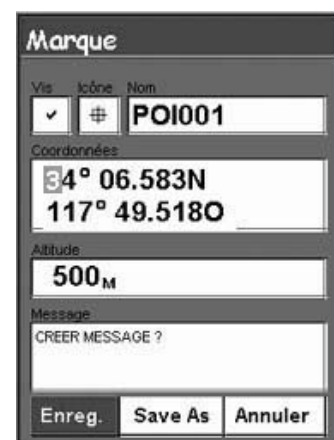 Marque
Vis Icône Nom
POI001
Coordonnées
34° 06.583N
117° 49.518O
Altitude
500M
Message
CREER MESSAGE ?
Enreg. Save As Annuler